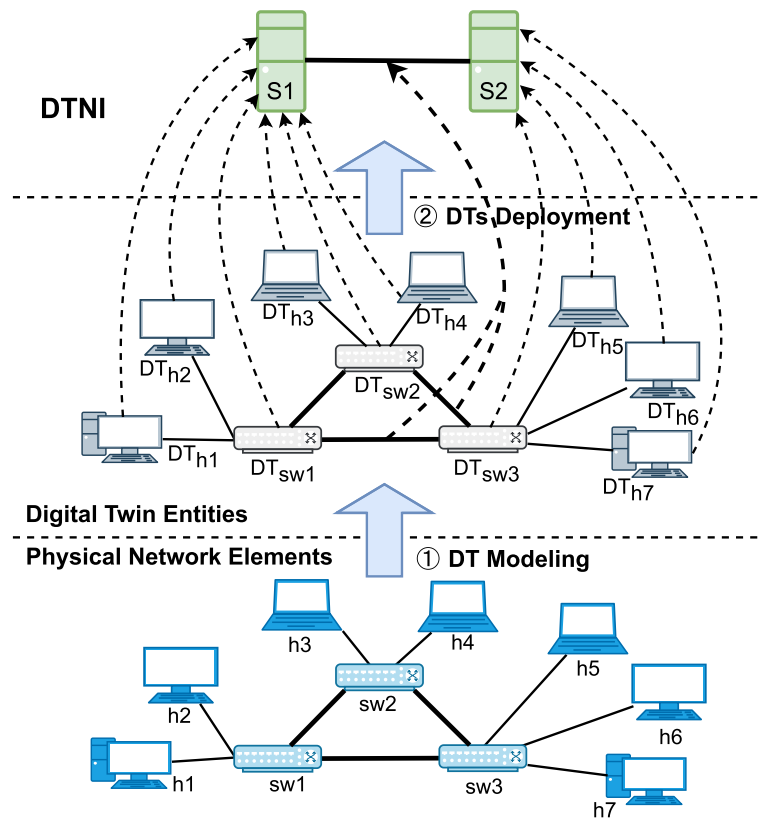 S1
S2
DTNI
② DTs Deployment
DTh3
DTh4
DTh2
DTh5
DTsw2
DTh6
DTh1
DTsw1
DTsw3
DTh7
Digital Twin Entities
Physical Network Elements
① DT Modeling
h3
h4
h5
h2
sw2
h6
h1
sw1
sw3
h7